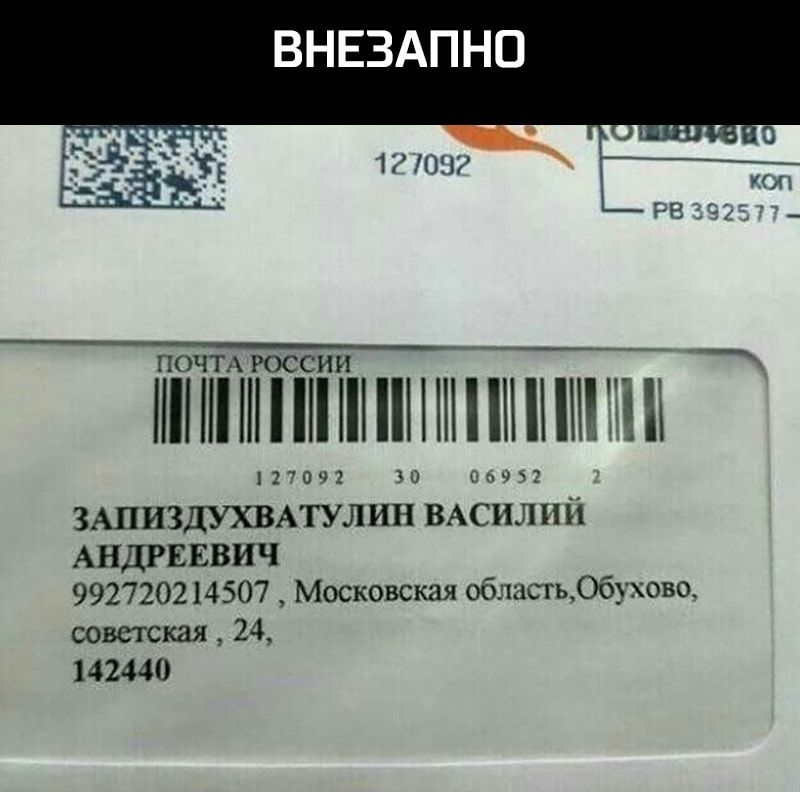 ВНЕЗАПНО
127092
КОП
РВ 392577
ПОЧТА РОССИИ
127092 30 06952 2
ЗАПИЗДУХВАТУЛИН ВАСИЛИЙ
АНДРЕЕВИЧ
992720214507 , Московская область,Обухово,
советская , 24,
142440